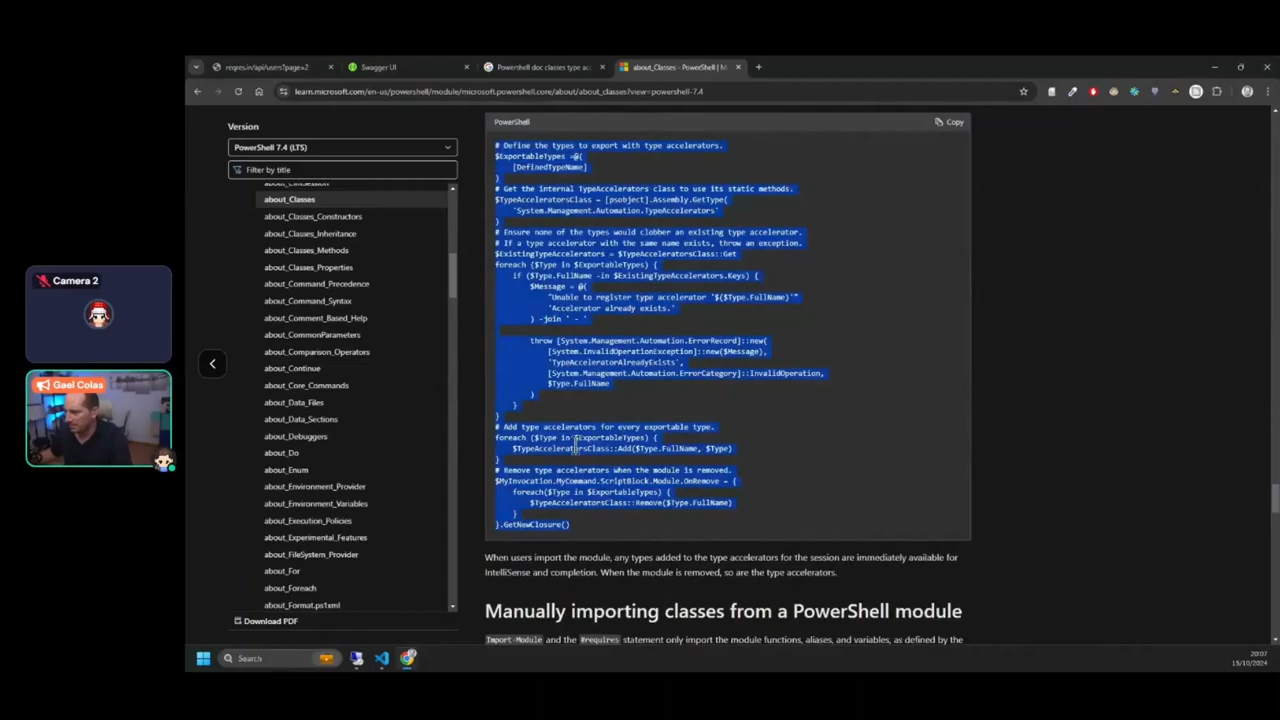 reqres.in/api/users?page=2
Swagger UI
Powershell doc classes type ac
about_Classes - PowerShell | M
learn.microsoft.com/en-us/powershell/module/microsoft.powershell.core/about/about_classes?view=powershell-7.4
Version
PowerShell 7.4 (LTS)
Filter by title
about_CimSession
about_Classes
about_Classes_Constructors
about_Classes_Inheritance
about_Classes_Methods
about_Classes_Properties
about_Command_Precedence
about_Command_Syntax
about_Comment_Based_Help
about_CommonParameters
about_Comparison_Operators
about_Continue
about_Core_Commands
about_Data_Files
about_Data_Sections
about_Debuggers
about_Do
about_Enum
about_Environment_Provider
about_Environment_Variables
about_Execution_Policies
about_Experimental_Features
about_FileSystem_Provider
about_For
about_Foreach
about_Format.ps1xml
Download PDF
PowerShell
Copy
# Define the types to export with type accelerators.
$ExportableTypes =@(
[DefinedTypeName]
)
# Get the internal TypeAccelerators class to use its static methods.
$TypeAcceleratorsClass = [psobject].Assembly.GetType(
'System.Management.Automation.TypeAccelerators'
)
# Ensure none of the types would clobber an existing type accelerator.
# If a type accelerator with the same name exists, throw an exception.
$ExistingTypeAccelerators = $TypeAcceleratorsClass::Get
foreach ($Type in $ExportableTypes) {
if ($Type.FullName -in $ExistingTypeAccelerators.Keys) {
$Message = @(
"Unable to register type accelerator '$($Type.FullName)'"
'Accelerator already exists.'
) -join ' - '
throw [System.Management.Automation.ErrorRecord]::new(
[System.InvalidOperationException]::new($Message),
'TypeAcceleratorAlreadyExists',
[System.Management.Automation.ErrorCategory]::InvalidOperation,
$Type.FullName
)
}
}
# Add type accelerators for every exportable type.
foreach ($Type in $ExportableTypes) {
$TypeAcceleratorsClass::Add($Type.FullName, $Type)
}
# Remove type accelerators when the module is removed.
$MyInvocation.MyCommand.ScriptBlock.Module.OnRemove = {
foreach($Type in $ExportableTypes) {
$TypeAcceleratorsClass::Remove($Type.FullName)
}
}.GetNewClosure()
When users import the module, any types added to the type accelerators for the session are immediately available for
IntelliSense and completion. When the module is removed, so are the type accelerators.
Manually importing classes from a PowerShell module
Import-Module and the #requires statement only import the module functions, aliases, and variables, as defined by the
Camera 2
Gael Colas
Search
20:07
15/10/2024